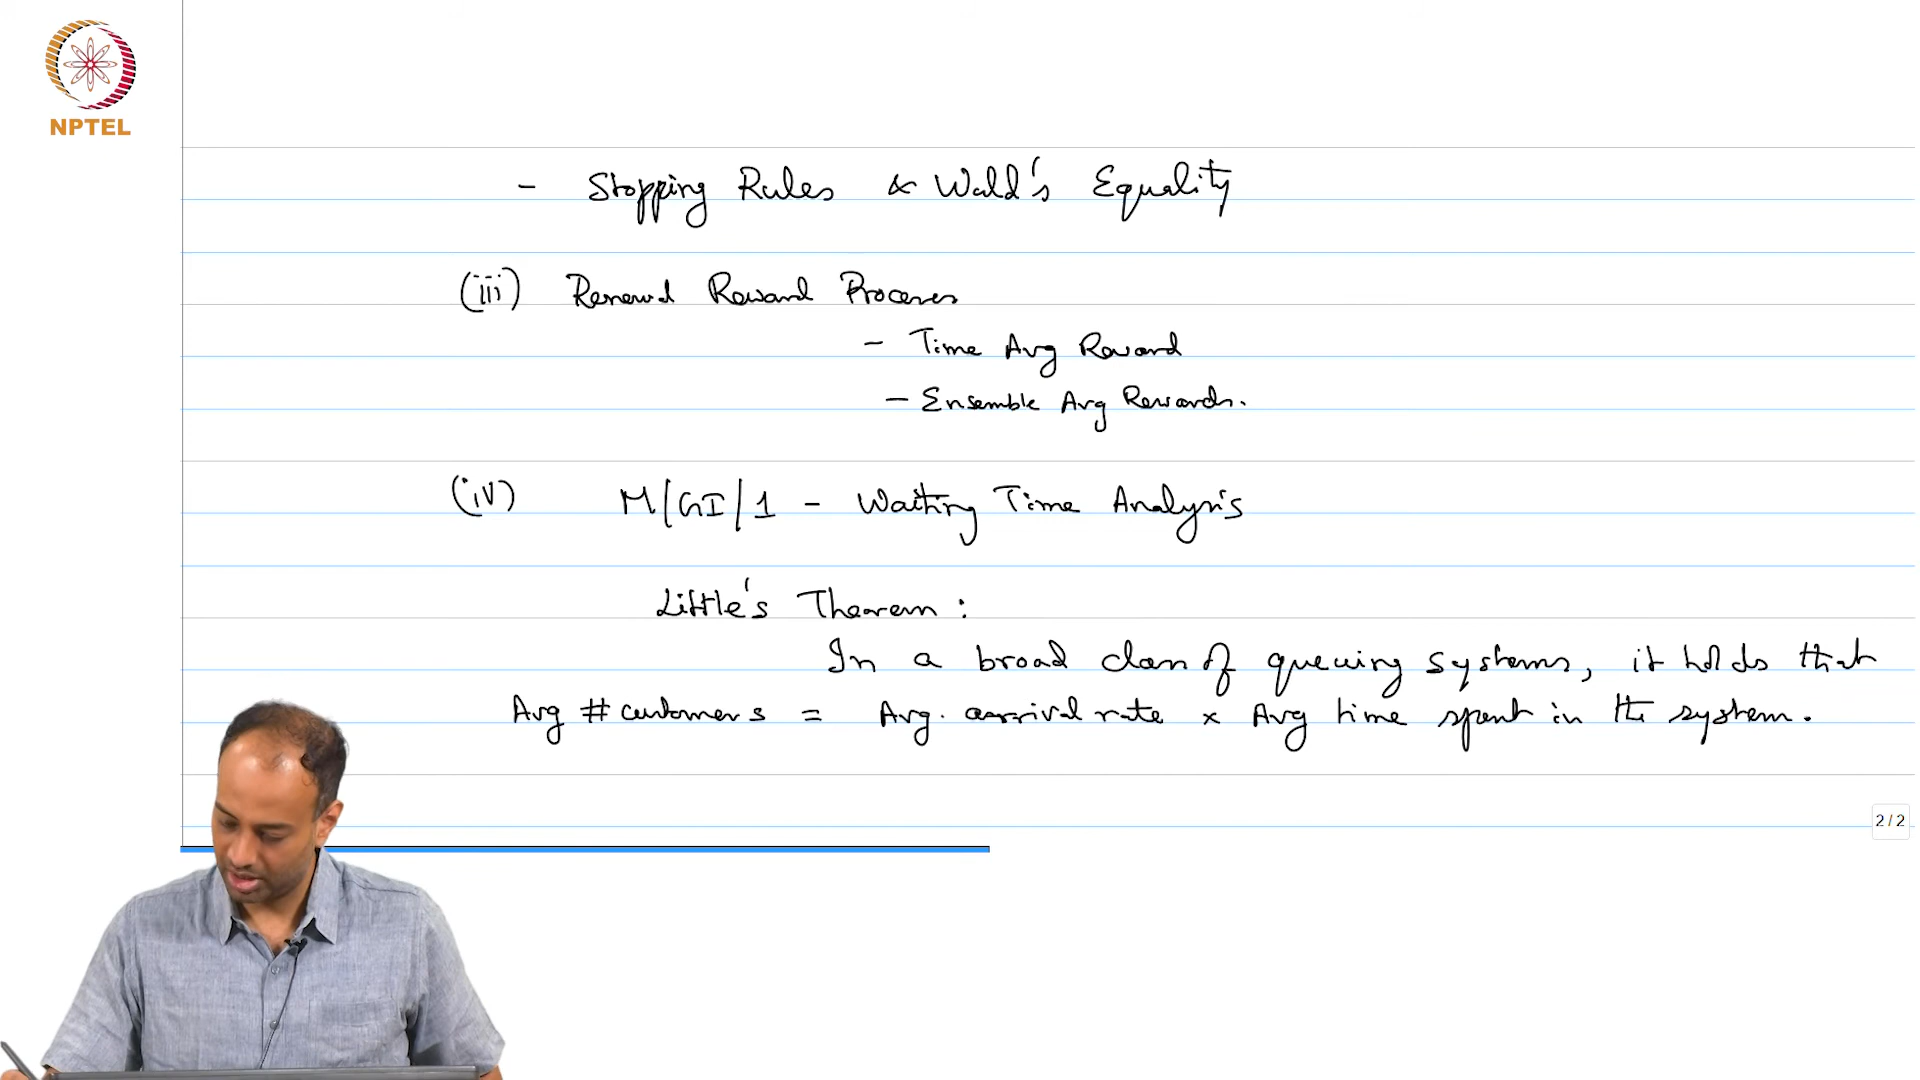 NPTEL
- Stopping Rules & Wald's Equality
(iii) Renewal Reward Processes
- Time Avg Reward
- Ensemble Avg Rewards.
(iv) M/GI/1 - Waiting Time Analysis
Little's Theorem:
In a broad class of queuing systems, it holds that
Avg # customers = Avg. arrival rate x Avg time spent in the system.
2/2